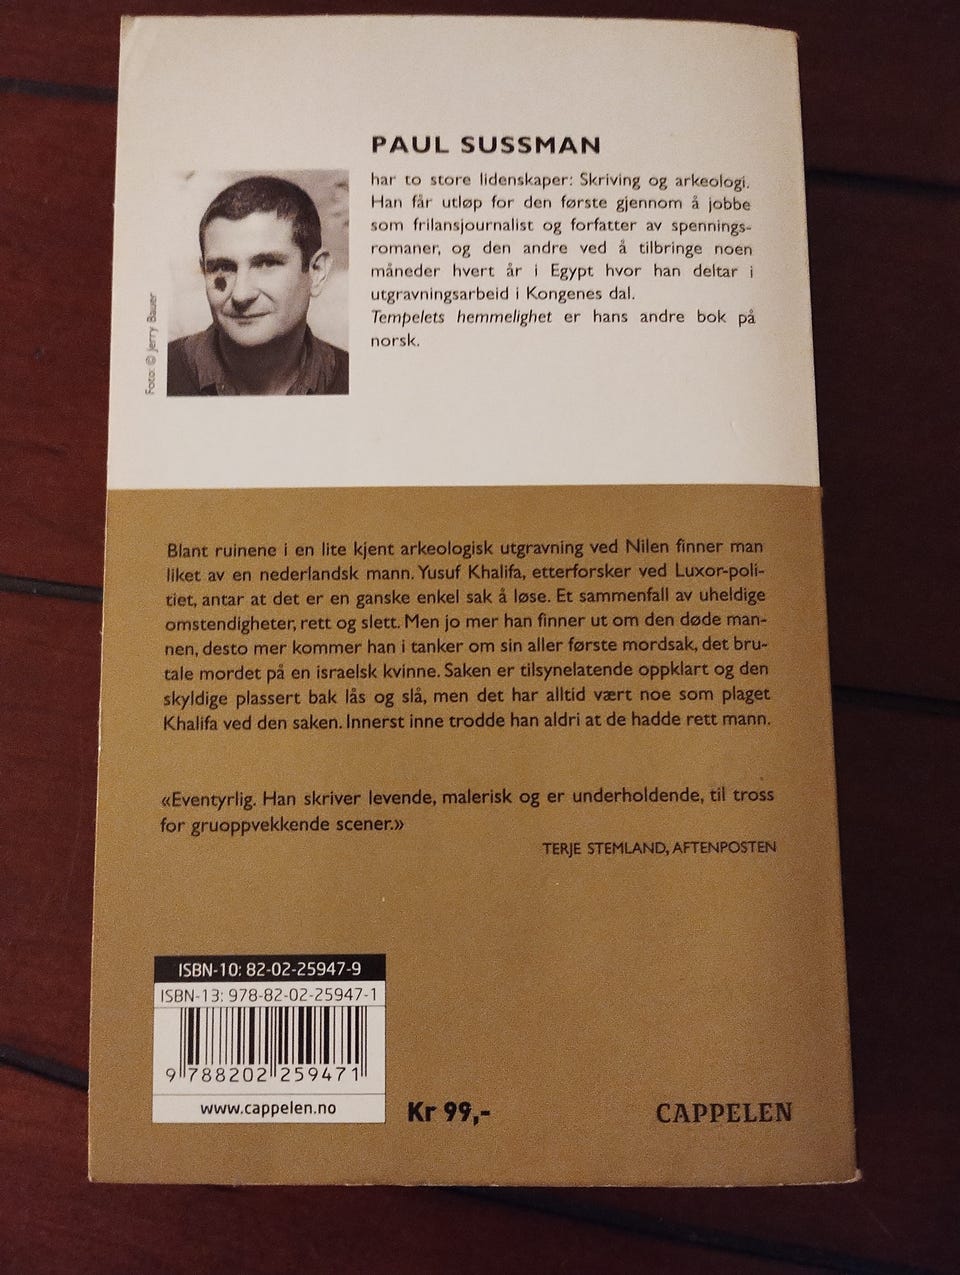 PAUL SUSSMAN
har to store lidenskaper: Skriving og arkeologi.
Han får utløp for den første gjennom å jobbe
som frilansjournalist og forfatter av spennings-
romaner, og den andre ved å tilbringe noen
måneder hvert år i Egypt hvor han deltar i
utgravningsarbeid i Kongenes dal.
Tempelets hemmelighet er hans andre bok på
norsk.
Foto: © Jerry Bauer
Blant ruinene i en lite kjent arkeologisk utgravning ved Nilen finner man
liket av en nederlandsk mann. Yusuf Khalifa, etterforsker ved Luxor-poli-
tiet, antar at det er en ganske enkel sak å løse. Et sammenfall av uheldige
omstendigheter, rett og slett. Men jo mer han finner ut om den døde man-
nen, desto mer kommer han i tanker om sin aller første mordsak, det bru-
tale mordet på en israelsk kvinne. Saken er tilsynelatende oppklart og den
skyldige plassert bak lås og slå, men det har alltid vært noe som plaget
Khalifa ved den saken. Innerst inne trodde han aldri at de hadde rett mann.
«Eventyrlig. Han skriver levende, malerisk og er underholdende, til tross
for gruoppvekkende scener.»
TERJE STEMLAND, AFTENPOSTEN
ISBN-10: 82-02-25947-9
ISBN-13: 978-82-02-25947-1
9 788202 259471
www.cappelen.no
Kr 99,-
CAPPELEN